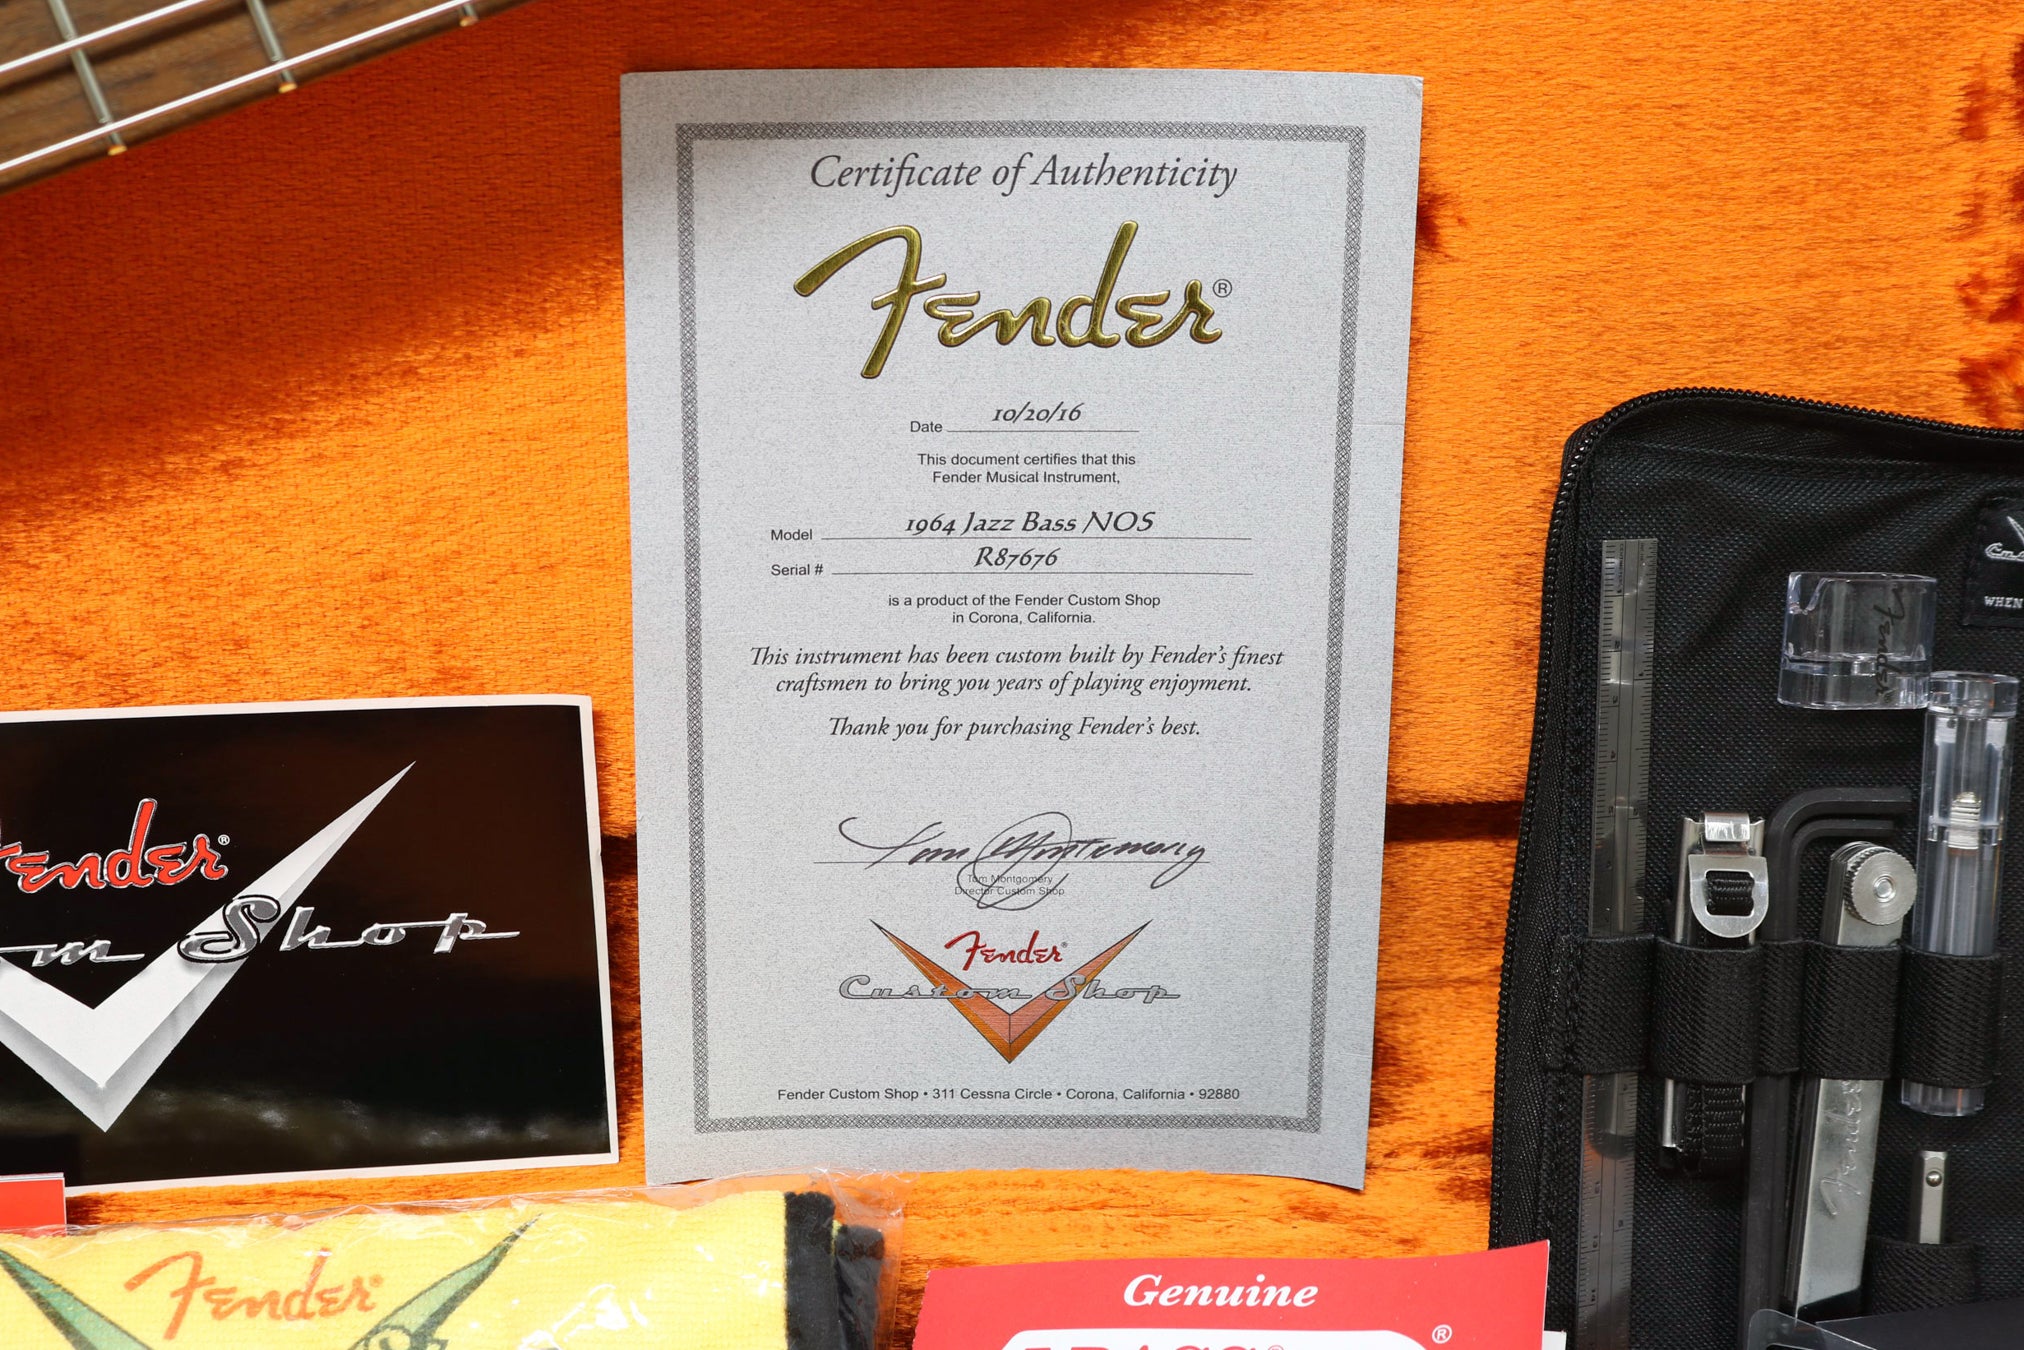 Certificate of Authenticity
Fender®
Date 10/20/16
This document certifies that this
Fender Musical Instrument,
Model 1964 Jazz Bass NOS
Serial # R87676
is a product of the Fender Custom Shop
in Corona, California.
This instrument has been custom built by Fender's finest
craftsmen to bring you years of playing enjoyment.
Thank you for purchasing Fender's best.
Tom Montgomery
Tom Montgomery
Director Custom Shop
Fender®
Custom Shop
Fender Custom Shop • 311 Cessna Circle • Corona, California • 92880
Fender®
Shop
Fender®
Genuine
®
Fender
Fender
WHEN